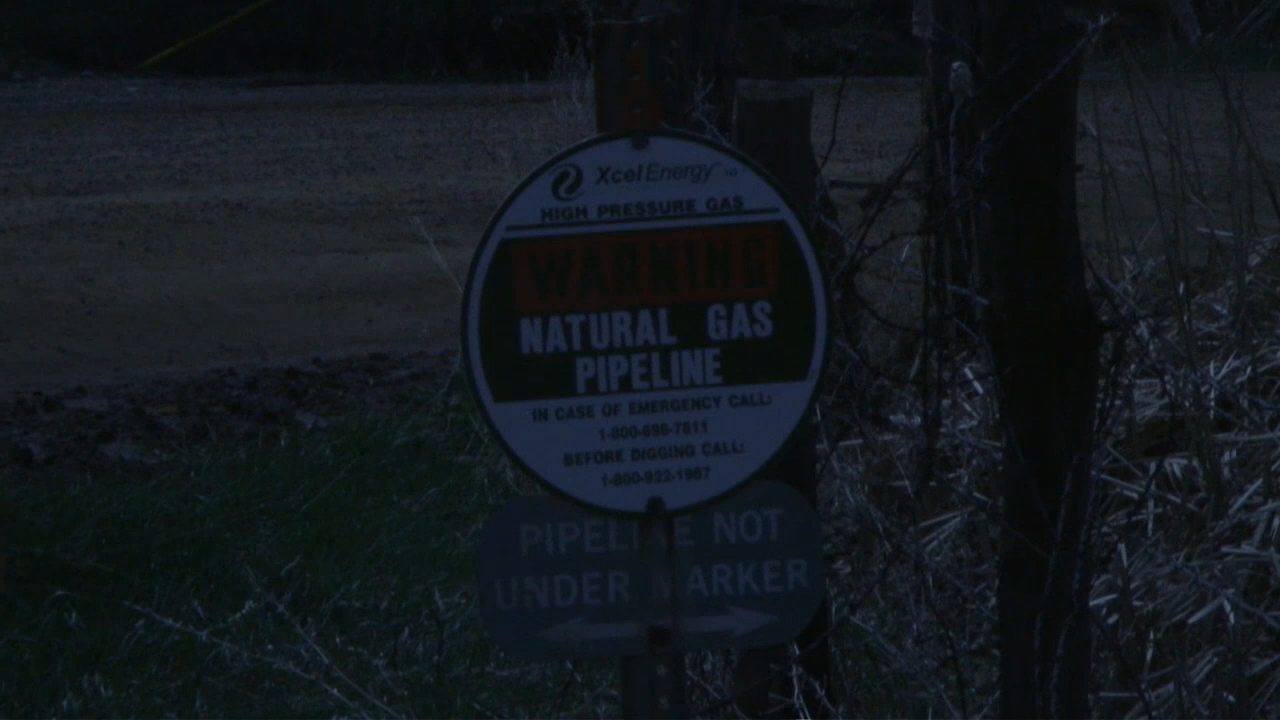 Xcel Energy
HIGH PRESSURE GAS
WARNING
NATURAL GAS
PIPELINE
IN CASE OF EMERGENCY CALL:
1-800-698-7811
BEFORE DIGGING CALL:
1-800-922-1987
PIPELINE NOT
UNDER MARKER